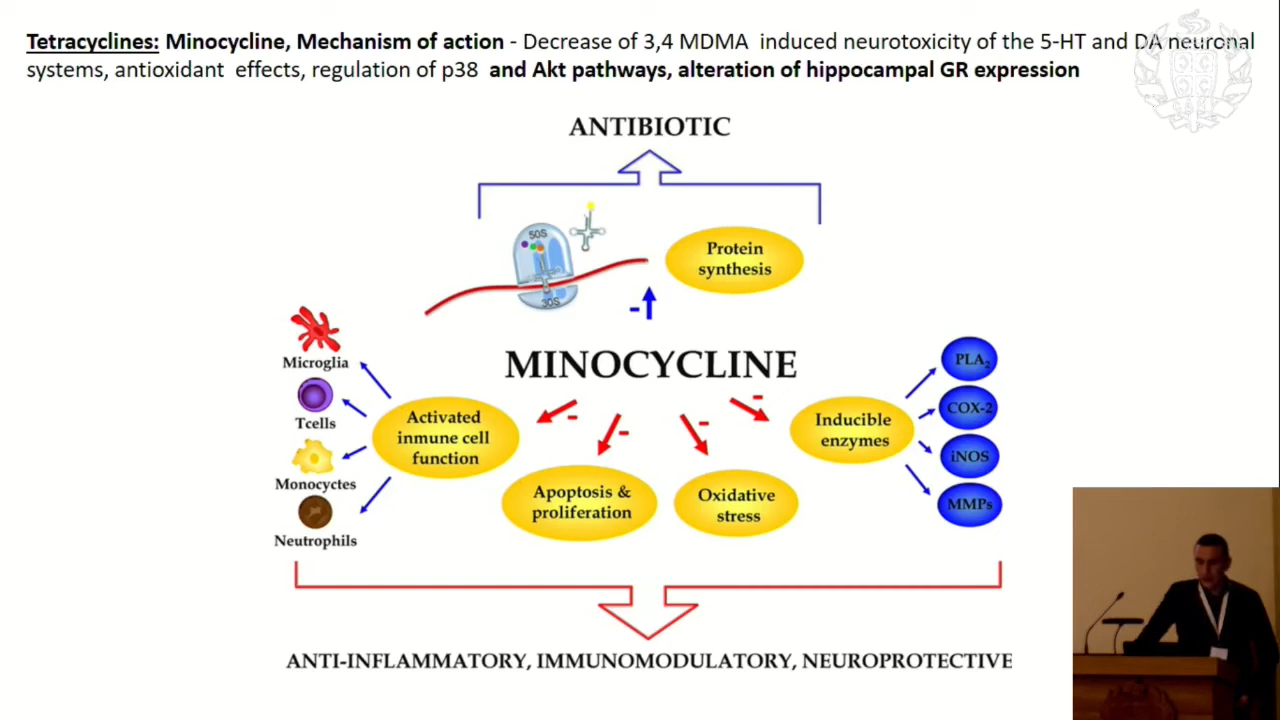 Tetracyclines: Minocycline, Mechanism of action - Decrease of 3,4 MDMA induced neurotoxicity of the 5-HT and DA neuronal
systems, antioxidant effects, regulation of p38 and Akt pathways, alteration of hippocampal GR expression
ANTIBIOTIC
50S
30S
Protein
synthesis
-
MINOCYCLINE
Microglia
Tcells
Monocytes
Neutrophils
Activated
inmune cell
function
-
-
-
-
Apoptosis &
proliferation
Oxidative
stress
Inducible
enzymes
PLA₂
COX-2
iNOS
MMPs
ANTI-INFLAMMATORY, IMMUNOMODULATORY, NEUROPROTECTIVE